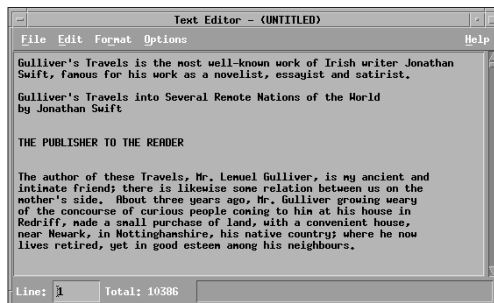 Text Editor - (UNTITLED)
File Edit Format Options Help
Gulliver's Travels is the most well-known work of Irish writer Jonathan
Swift, famous for his work as a novelist, essayist and satirist.
Gulliver's Travels into Several Remote Nations of the World
by Jonathan Swift
THE PUBLISHER TO THE READER
The author of these Travels, Mr. Lemuel Gulliver, is my ancient and
intimate friend; there is likewise some relation between us on the
mother's side.  About three years ago, Mr. Gulliver growing weary
of the concourse of curious people coming to him at his house in
Redriff, made a small purchase of land, with a convenient house,
near Newark, in Nottinghamshire, his native country; where he now
lives retired, yet in good esteem among his neighbours.
Line: 1 Total: 10386